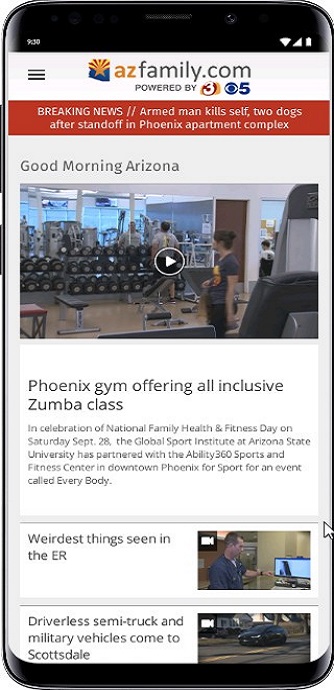 9:30
azfamily.com
POWERED BY 3 CBS 5
BREAKING NEWS // Armed man kills self, two dogs
after standoff in Phoenix apartment complex
Good Morning Arizona
Phoenix gym offering all inclusive
Zumba class
In celebration of National Family Health & Fitness Day on
Saturday Sept. 28, the Global Sport Institute at Arizona State
University has partnered with the Ability360 Sports and
Fitness Center in downtown Phoenix for Sport for an event
called Every Body.
Weirdest things seen in
the ER
Driverless semi-truck and
military vehicles come to
Scottsdale